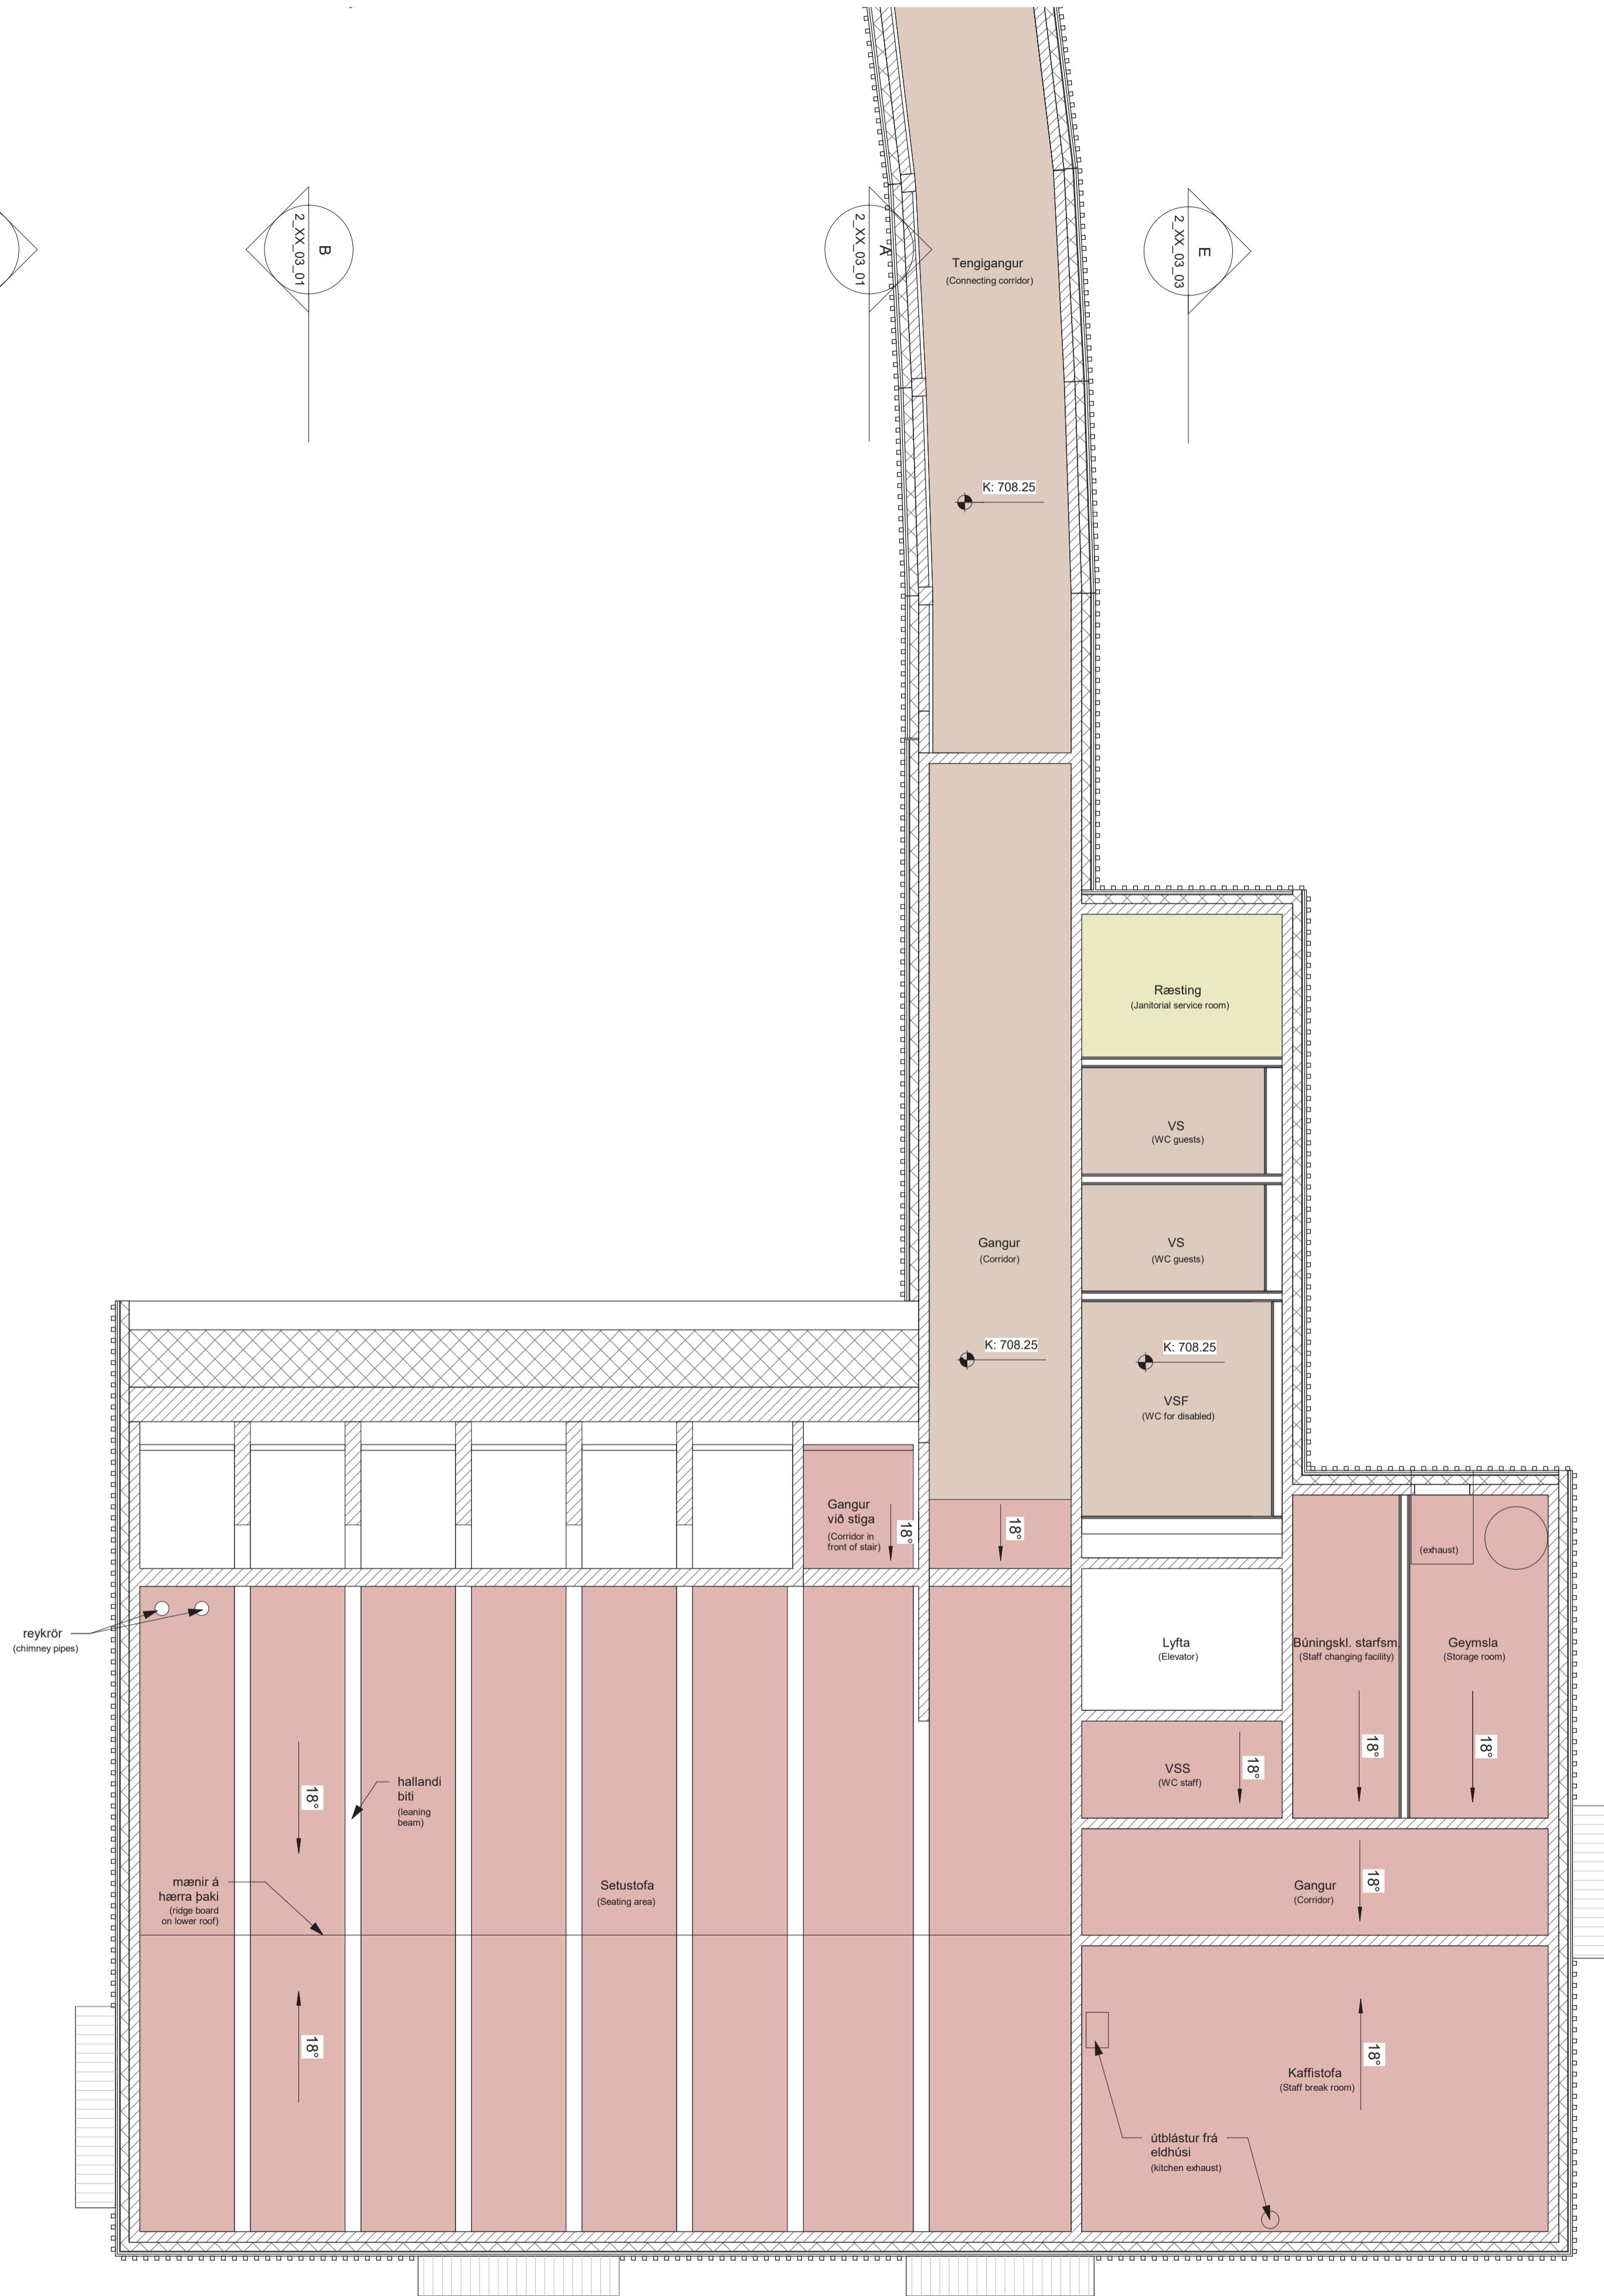 B
2_XX_03_01
A
2_XX_03_01
E
2_XX_03_03
Tengigangur
(Connecting corridor)
K: 708.25
Ræsting
(Janitorial service room)
VS
(WC guests)
VS
(WC guests)
Gangur
(Corridor)
K: 708.25
K: 708.25
VSF
(WC for disabled)
Gangur
við stiga
(Corridor in
front of stair)
18°
18°
(exhaust)
reykrör
(chimney pipes)
Lyfta
(Elevator)
Búningskl. starfsm.
(Staff changing facility)
Geymsla
(Storage room)
18°
18°
VSS
(WC staff)
18°
18°
hallandi
biti
(leaning
beam)
mænir á
hærra þaki
(ridge board
on lower roof)
Setustofa
(Seating area)
Gangur
(Corridor)
18°
18°
Kaffistofa
(Staff break room)
18°
útblástur frá
eldhúsi
(kitchen exhaust)